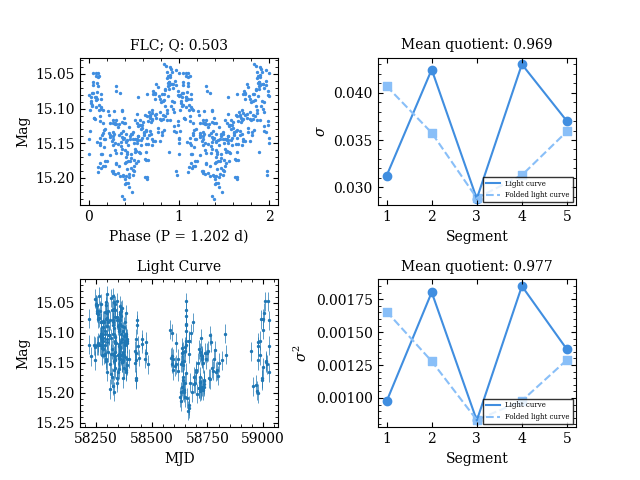 FLC; Q: 0.503
Mag
15.05
15.10
15.15
15.20
0
1
2
Phase (P = 1.202 d)
Mean quotient: 0.969
σ
0.040
0.035
0.030
1
2
3
4
5
Segment
Light curve
Folded light curve
Light Curve
Mag
15.05
15.10
15.15
15.20
15.25
58250
58500
58750
59000
MJD
Mean quotient: 0.977
σ²
0.00175
0.00150
0.00125
0.00100
1
2
3
4
5
Segment
Light curve
Folded light curve